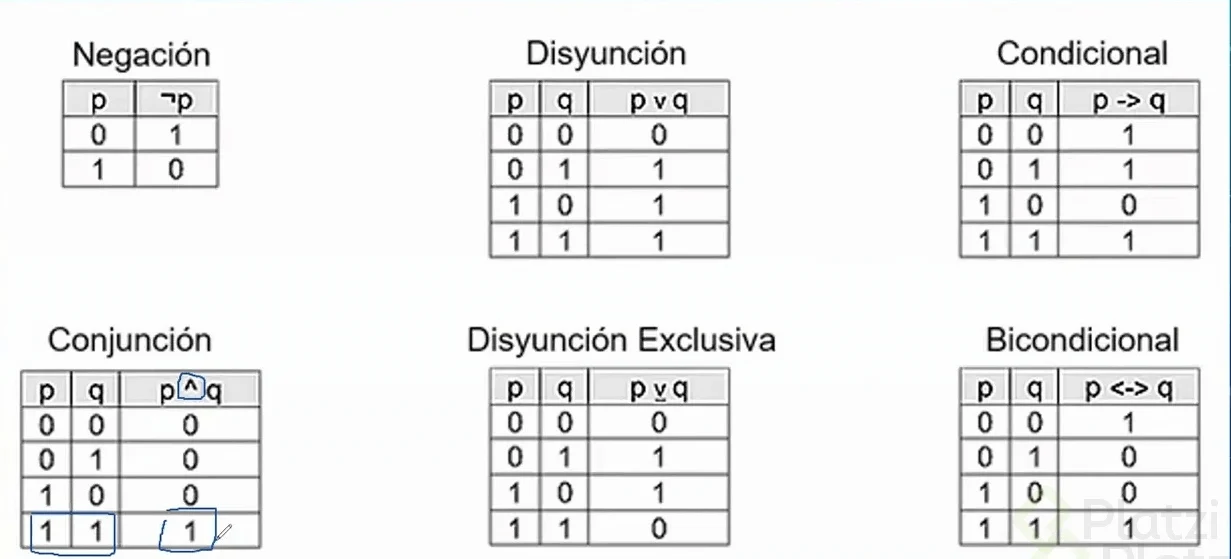 Negación
p ¬p
0 1
1 0
Disyunción
p q p v q
0 0 0
0 1 1
1 0 1
1 1 1
Condicional
p q p -> q
0 0 1
0 1 1
1 0 0
1 1 1
Conjunción
p q p ^ q
0 0 0
0 1 0
1 0 0
1 1 1
Disyunción Exclusiva
p q p v̲ q
0 0 0
0 1 1
1 0 1
1 1 0
Bicondicional
p q p <-> q
0 0 1
0 1 0
1 0 0
1 1 1
Platzi